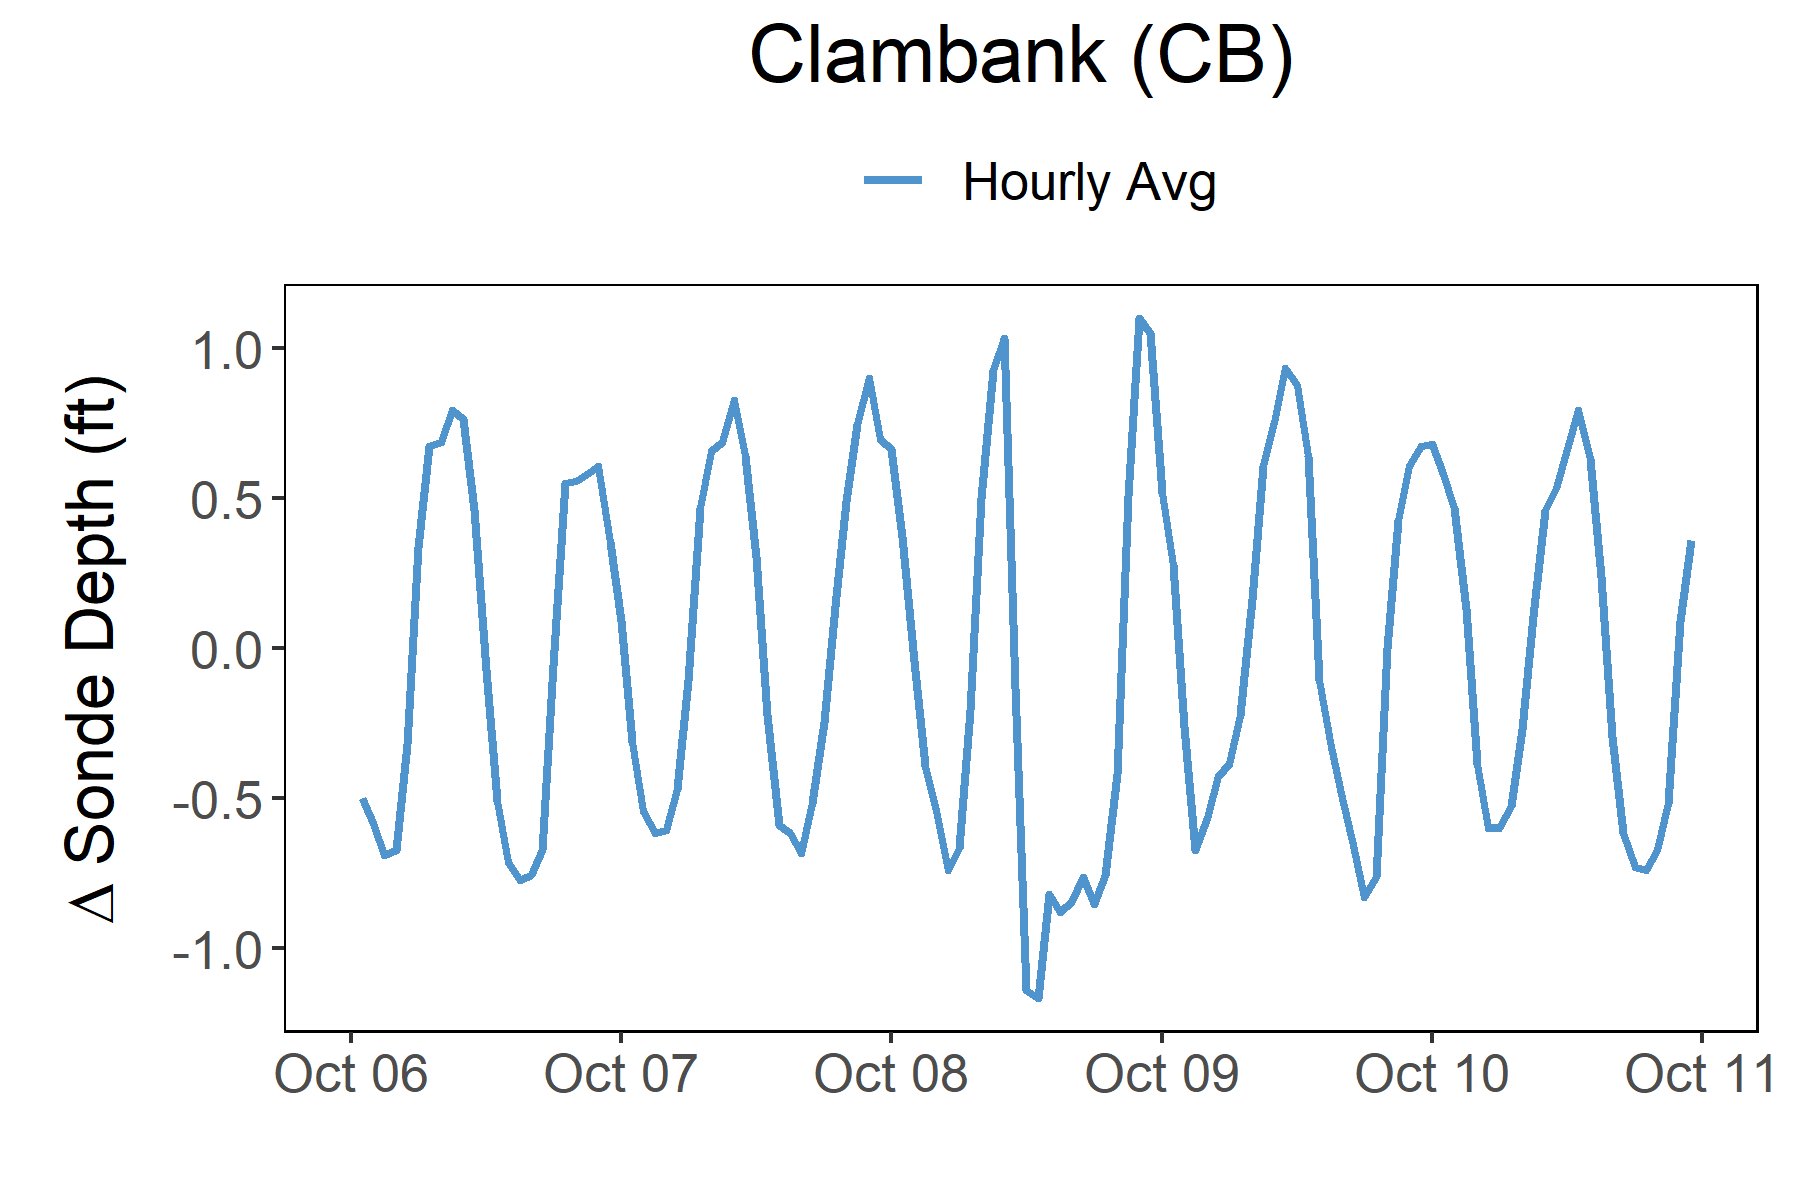 Clambank (CB)
Hourly Avg
Δ Sonde Depth (ft)
1.0
0.5
0.0
-0.5
-1.0
Oct 06 Oct 07 Oct 08 Oct 09 Oct 10 Oct 11